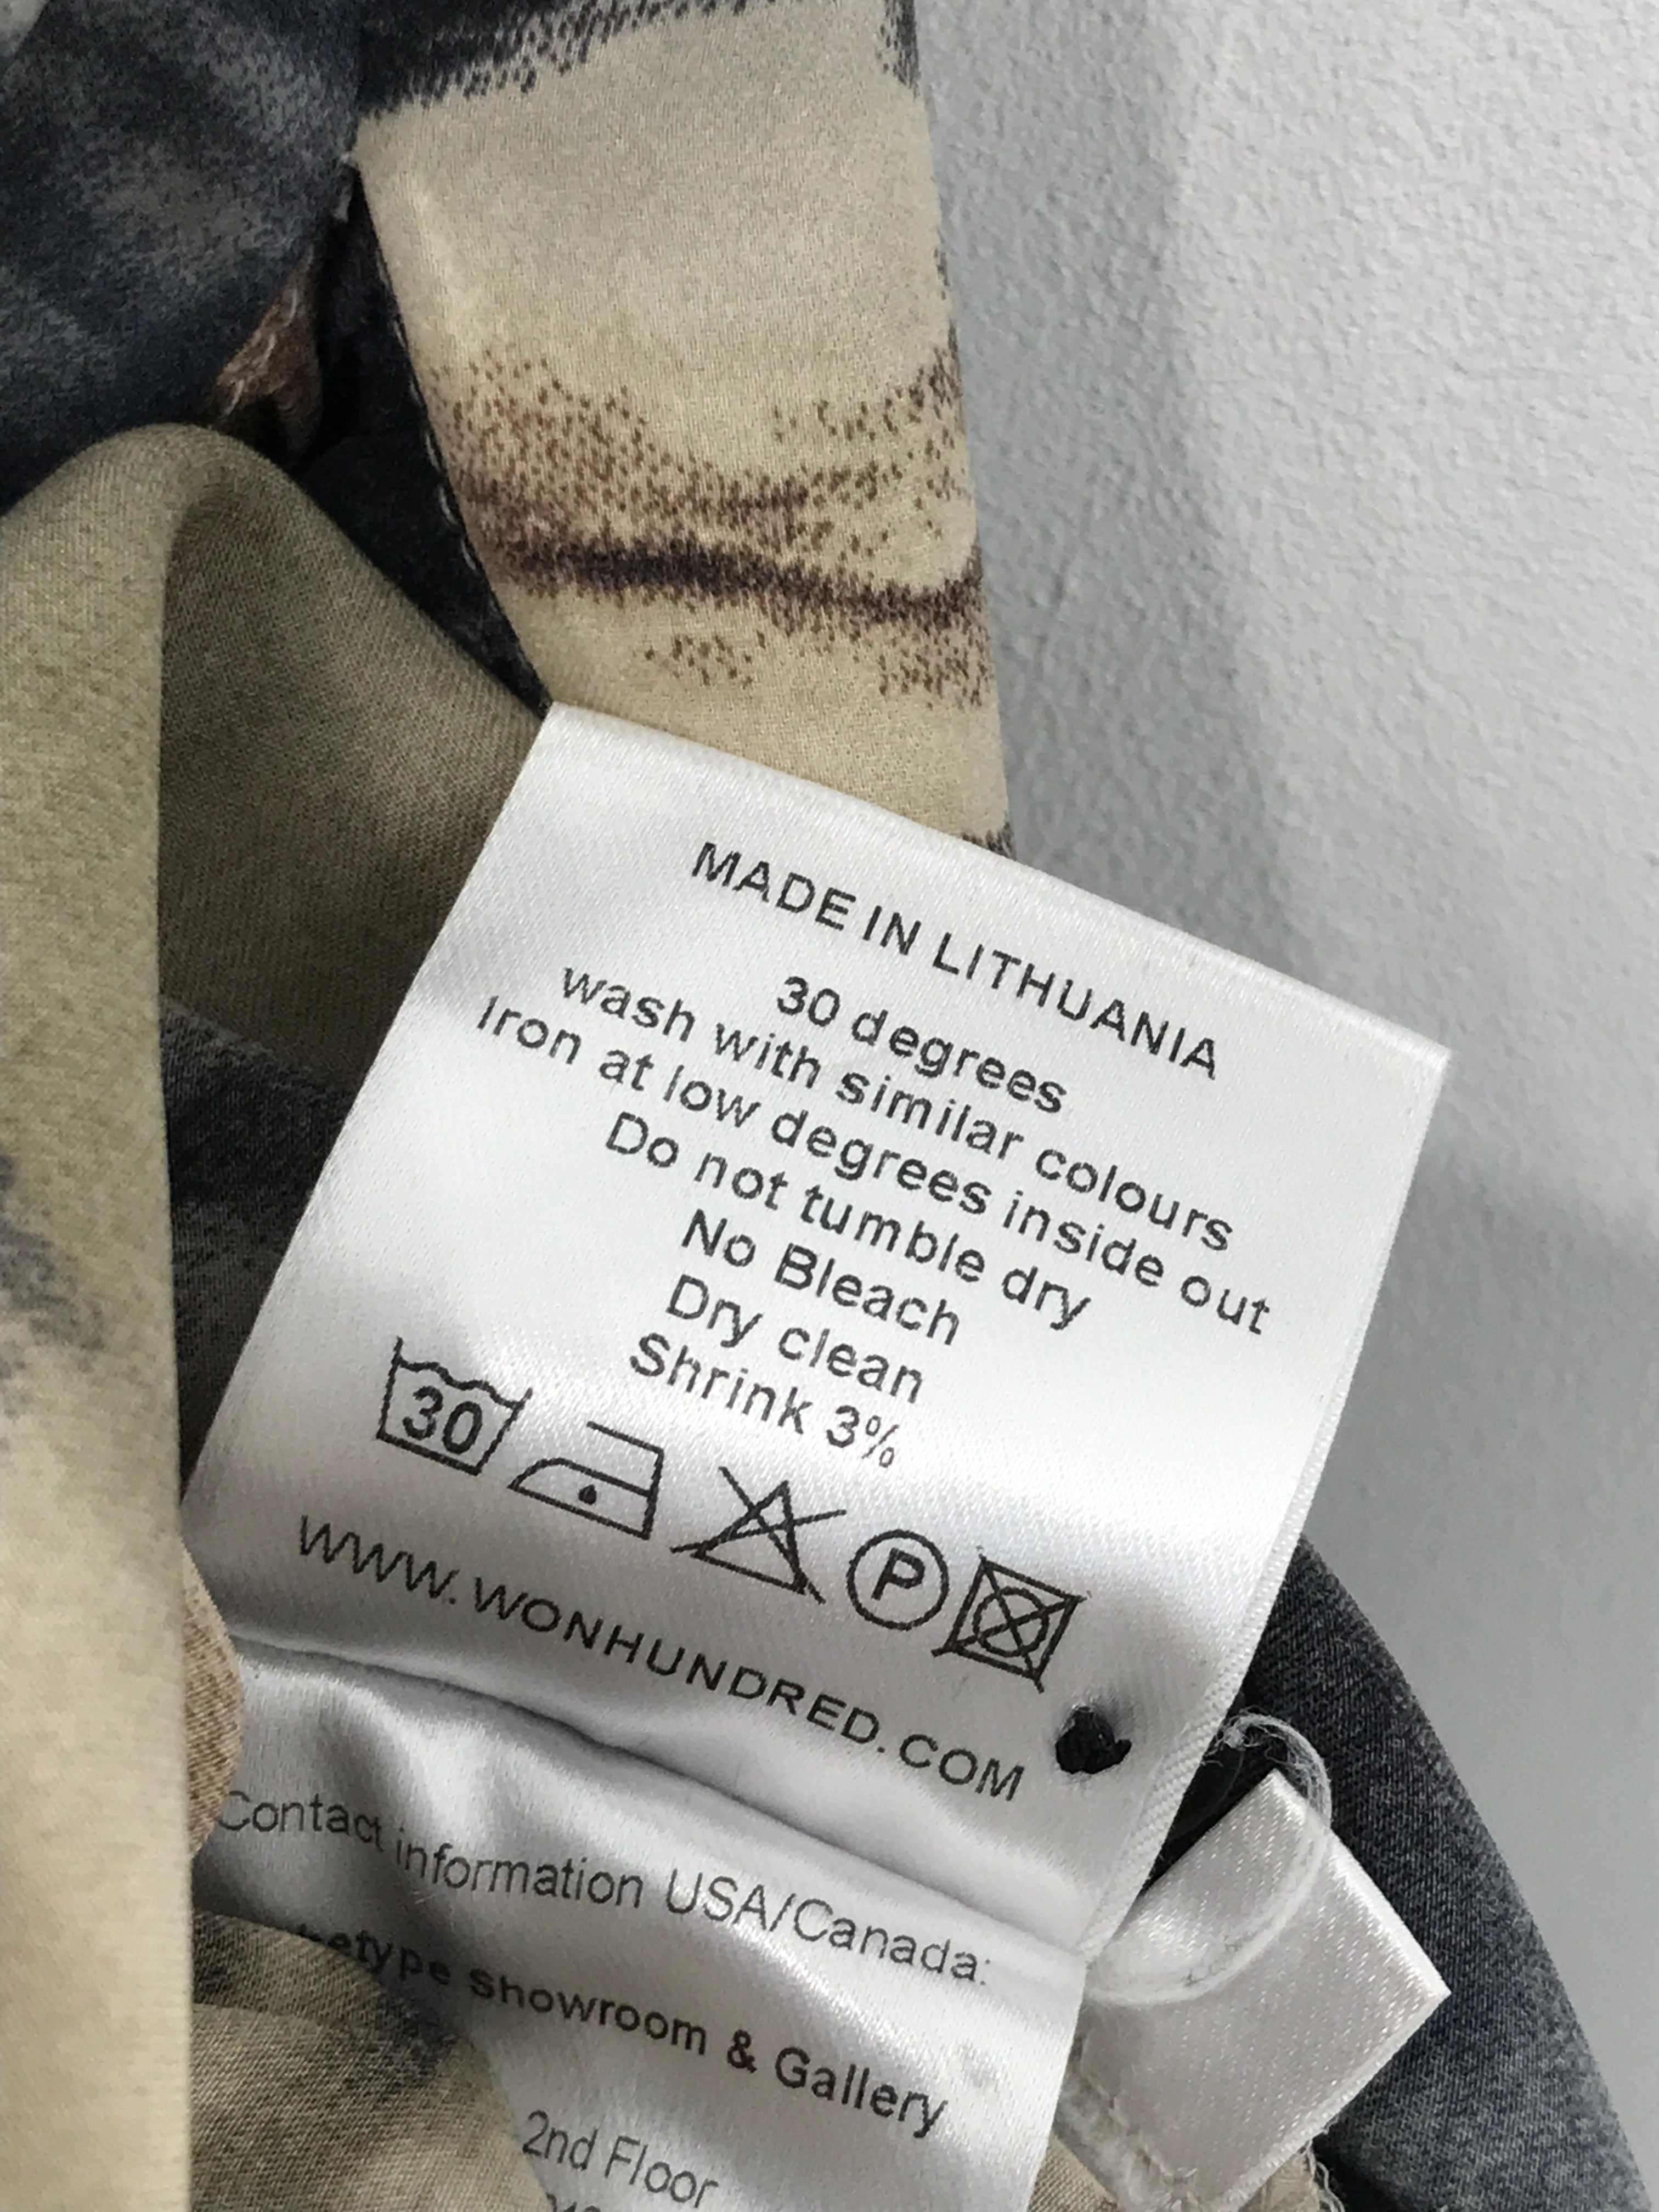 MADE IN LITHUANIA
30 degrees
wash with similar colours
Iron at low degrees inside out
Do not tumble dry
No Bleach
Dry clean
Shrink 3%
30 P
WWW.WONHUNDRED.COM
Contact information USA/Canada:
Showroom & Gallery
2nd Floor